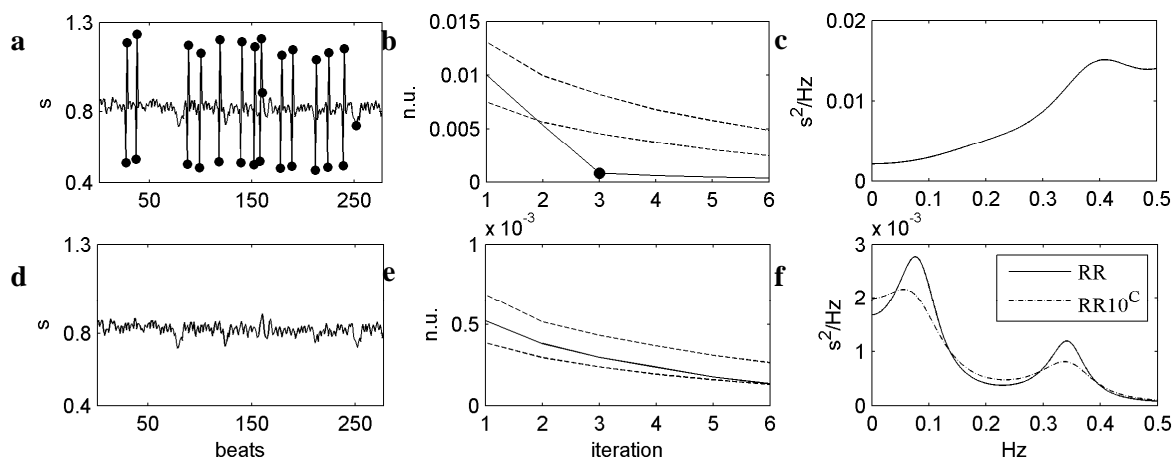 a
1.3
0.8
0.4
s
50
150
250
b
0.015
0.01
0.005
0
n.u.
1 2 3 4 5 6
c
0.02
0.01
0
s²/Hz
0 0.1 0.2 0.3 0.4 0.5
d
1.3
0.8
0.4
s
50
150
250
beats
e
x 10⁻³
1
0.5
0
n.u.
1 2 3 4 5 6
iteration
f
x 10⁻³
5
4
3
2
1
0
s²/Hz
0 0.1 0.2 0.3 0.4 0.5
Hz
RR
RR10ᶜ